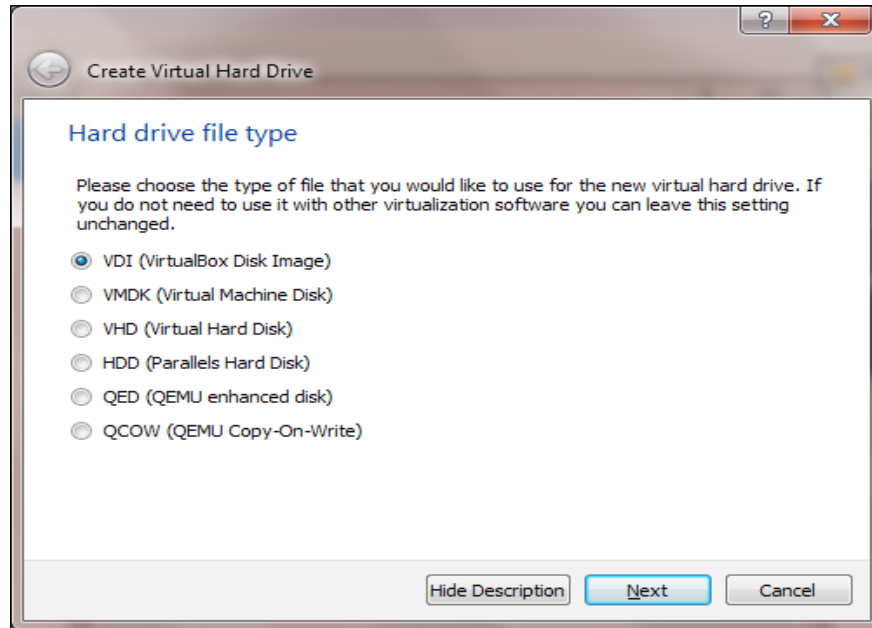 Create Virtual Hard Drive
Hard drive file type
Please choose the type of file that you would like to use for the new virtual hard drive. If
you do not need to use it with other virtualization software you can leave this setting
unchanged.
VDI (VirtualBox Disk Image)
VMDK (Virtual Machine Disk)
VHD (Virtual Hard Disk)
HDD (Parallels Hard Disk)
QED (QEMU enhanced disk)
QCOW (QEMU Copy-On-Write)
Hide Description Next Cancel